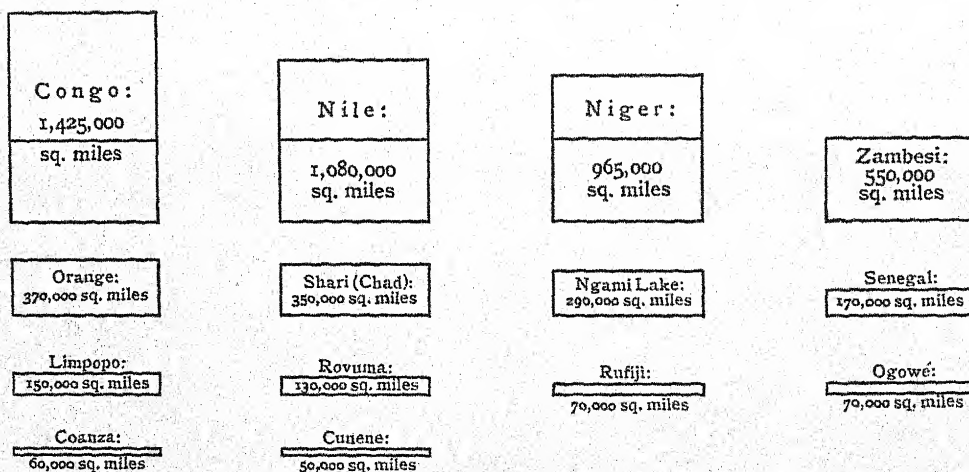 Congo:
1,425,000
sq. miles
Nile:
1,080,000
sq. miles
Niger:
965,000
sq. miles
Zambesi:
550,000
sq. miles
Orange:
370,000 sq. miles
Shari (Chad):
350,000 sq. miles
Ngami Lake:
290,000 sq. miles
Senegal:
170,000 sq. miles
Limpopo:
150,000 sq. miles
Rovuma:
130,000 sq. miles
Rufiji:
70,000 sq. miles
Ogowé:
70,000 sq. miles
Coanza:
60,000 sq. miles
Cunene:
50,000 sq. miles